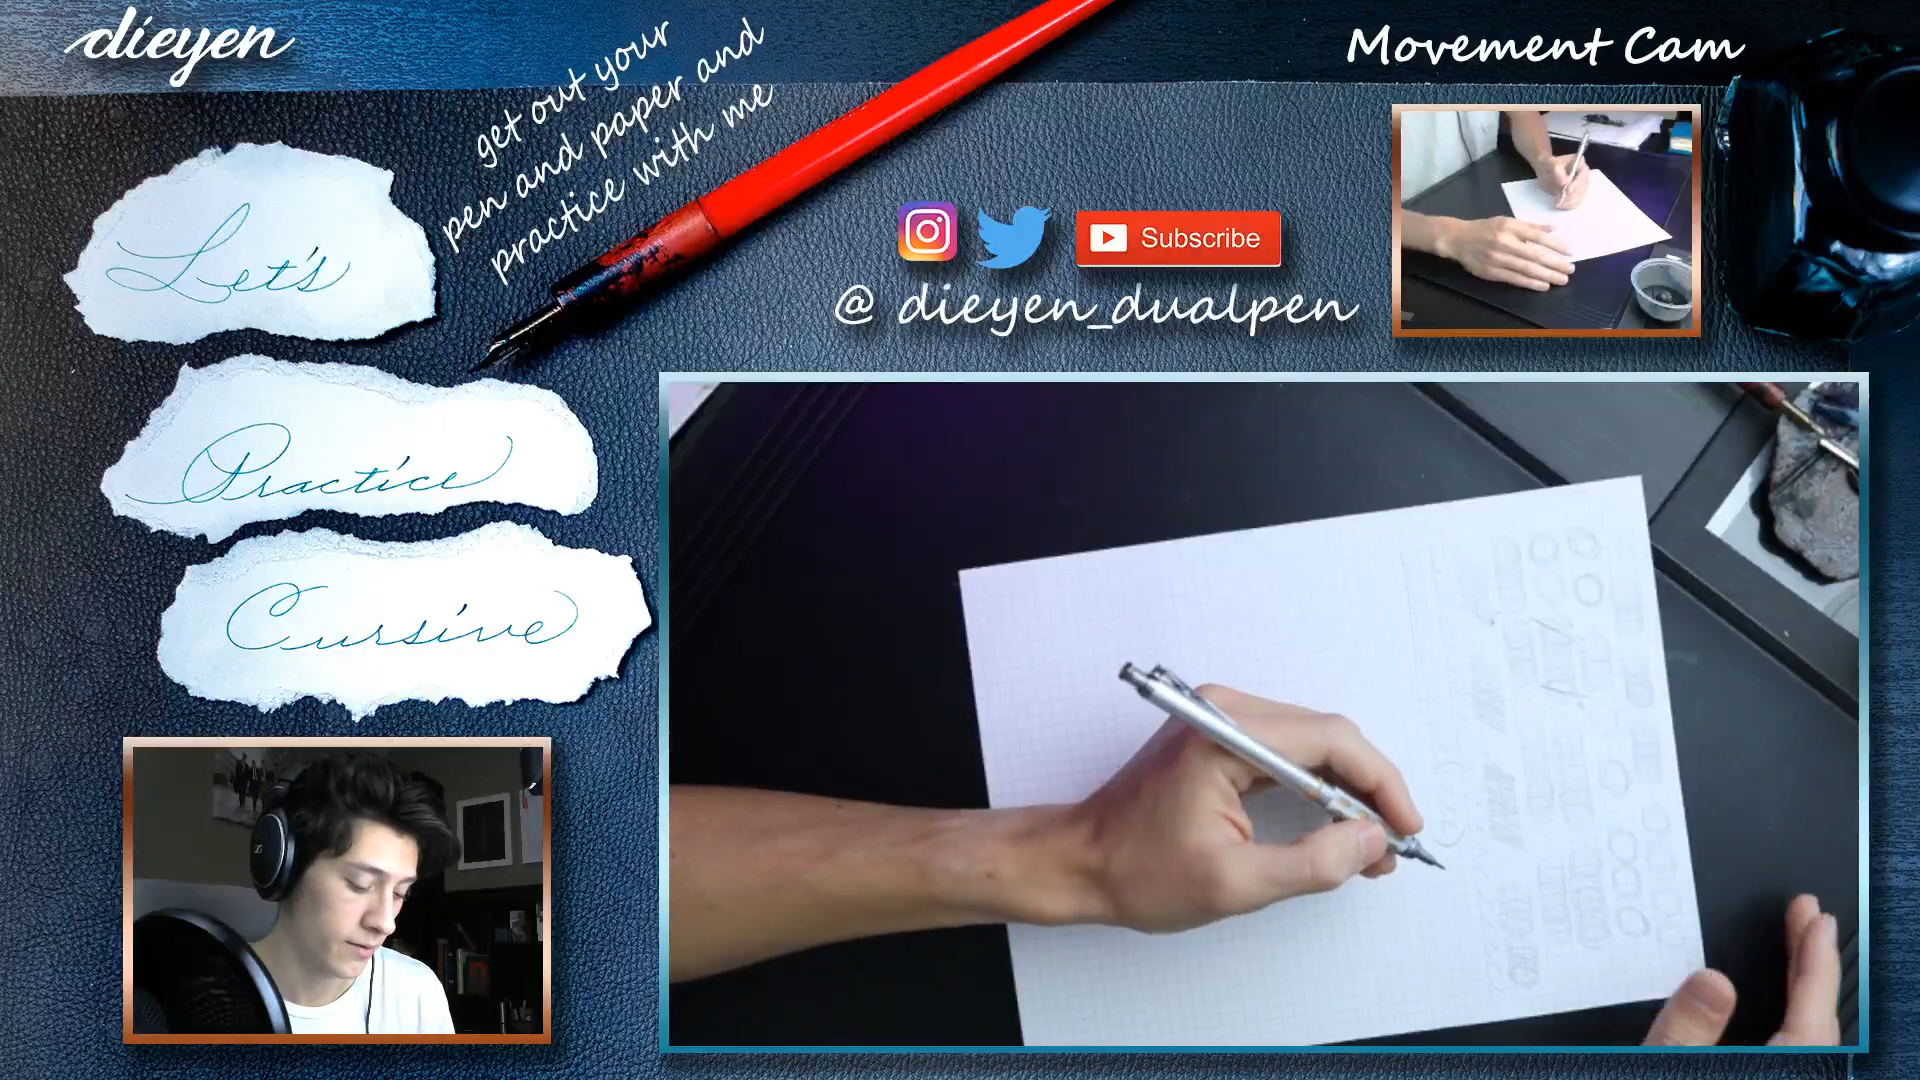 dieyen
get out your
pen and paper and
practice with me
Movement Cam
Let's
Practice
Cursive
Subscribe
@ dieyen_dualpen